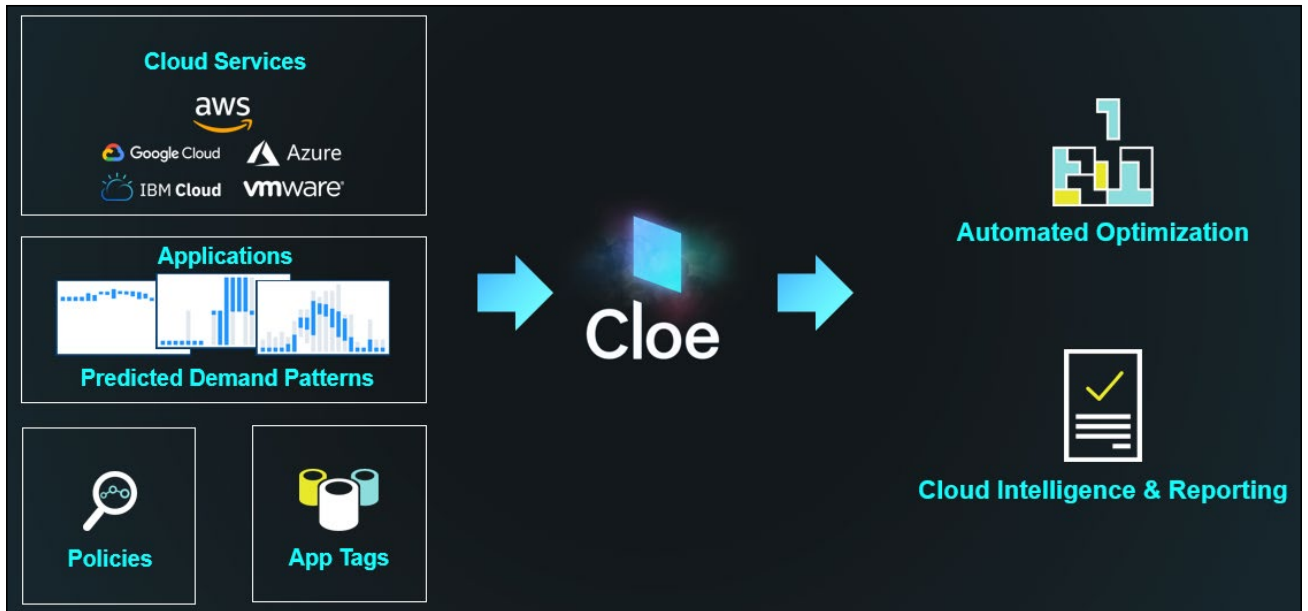 Cloud Services
aws
Google Cloud
Azure
IBM Cloud
vmware®
Applications
Predicted Demand Patterns
Policies
App Tags
Cloe
Automated Optimization
Cloud Intelligence & Reporting